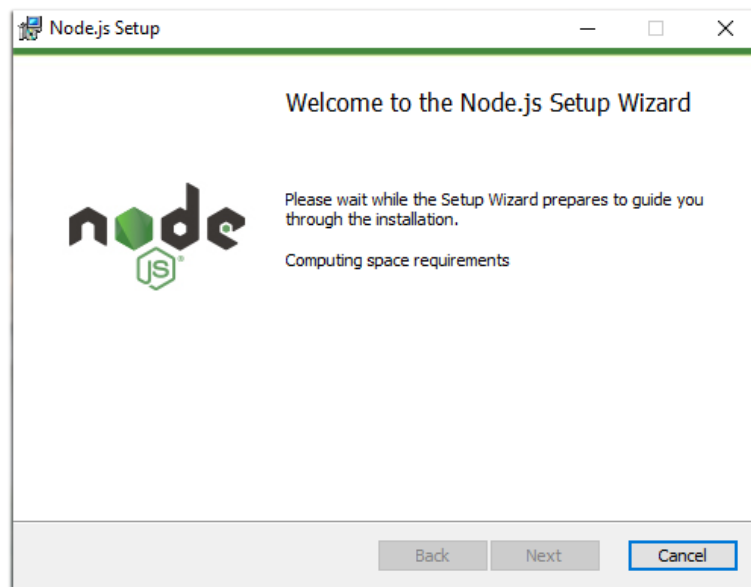 Node.js Setup
Welcome to the Node.js Setup Wizard
node
JS®
Please wait while the Setup Wizard prepares to guide you
through the installation.
Computing space requirements
Back
Next
Cancel